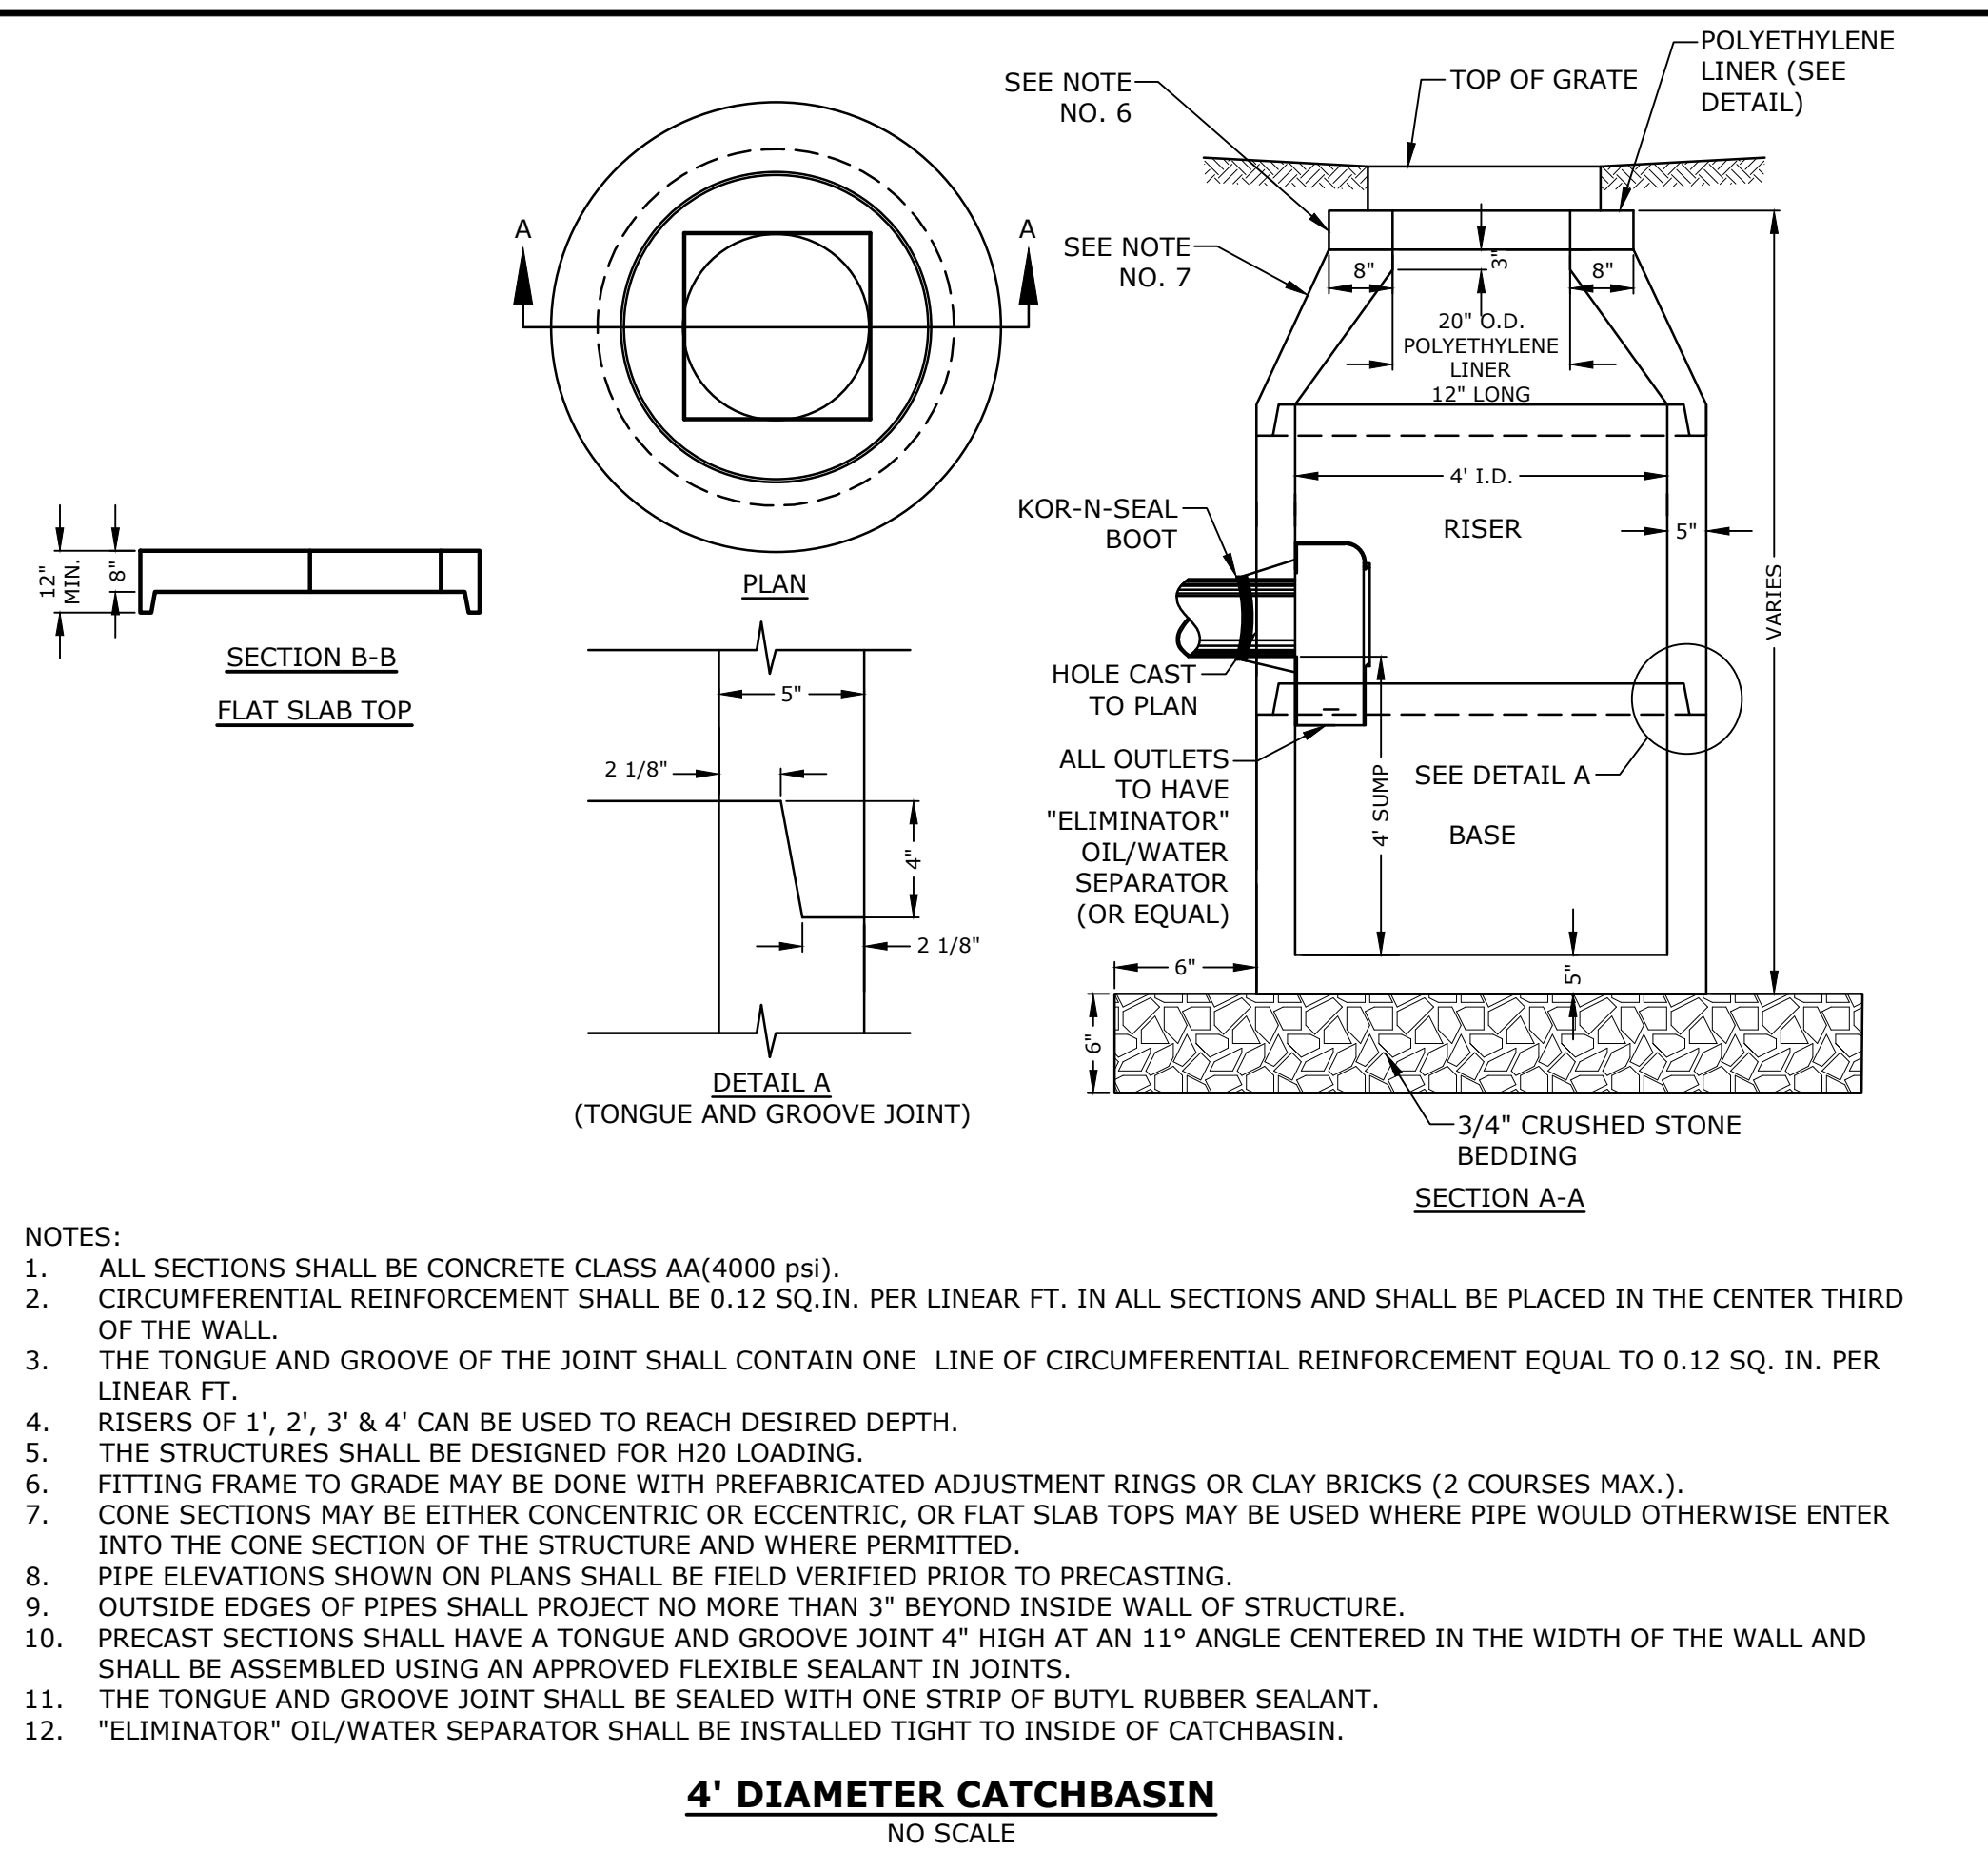 SEE NOTE
NO. 6
TOP OF GRATE
POLYETHYLENE
LINER (SEE
DETAIL)
A
A
SEE NOTE
NO. 7
8"
3"
8"
20" O.D.
POLYETHYLENE
LINER
12" LONG
4' I.D.
KOR-N-SEAL
BOOT
RISER
5"
VARIES
PLAN
12"
MIN.
8"
SECTION B-B
FLAT SLAB TOP
5"
HOLE CAST
TO PLAN
2 1/8"
4"
2 1/8"
ALL OUTLETS
TO HAVE
"ELIMINATOR"
OIL/WATER
SEPARATOR
(OR EQUAL)
4' SUMP
SEE DETAIL A
BASE
6"
5"
6"
DETAIL A
(TONGUE AND GROOVE JOINT)
3/4" CRUSHED STONE
BEDDING
SECTION A-A
NOTES:
1. ALL SECTIONS SHALL BE CONCRETE CLASS AA(4000 psi).
2. CIRCUMFERENTIAL REINFORCEMENT SHALL BE 0.12 SQ.IN. PER LINEAR FT. IN ALL SECTIONS AND SHALL BE PLACED IN THE CENTER THIRD
OF THE WALL.
3. THE TONGUE AND GROOVE OF THE JOINT SHALL CONTAIN ONE LINE OF CIRCUMFERENTIAL REINFORCEMENT EQUAL TO 0.12 SQ. IN. PER
LINEAR FT.
4. RISERS OF 1', 2', 3' & 4' CAN BE USED TO REACH DESIRED DEPTH.
5. THE STRUCTURES SHALL BE DESIGNED FOR H20 LOADING.
6. FITTING FRAME TO GRADE MAY BE DONE WITH PREFABRICATED ADJUSTMENT RINGS OR CLAY BRICKS (2 COURSES MAX.).
7. CONE SECTIONS MAY BE EITHER CONCENTRIC OR ECCENTRIC, OR FLAT SLAB TOPS MAY BE USED WHERE PIPE WOULD OTHERWISE ENTER
INTO THE CONE SECTION OF THE STRUCTURE AND WHERE PERMITTED.
8. PIPE ELEVATIONS SHOWN ON PLANS SHALL BE FIELD VERIFIED PRIOR TO PRECASTING.
9. OUTSIDE EDGES OF PIPES SHALL PROJECT NO MORE THAN 3" BEYOND INSIDE WALL OF STRUCTURE.
10. PRECAST SECTIONS SHALL HAVE A TONGUE AND GROOVE JOINT 4" HIGH AT AN 11° ANGLE CENTERED IN THE WIDTH OF THE WALL AND
SHALL BE ASSEMBLED USING AN APPROVED FLEXIBLE SEALANT IN JOINTS.
11. THE TONGUE AND GROOVE JOINT SHALL BE SEALED WITH ONE STRIP OF BUTYL RUBBER SEALANT.
12. "ELIMINATOR" OIL/WATER SEPARATOR SHALL BE INSTALLED TIGHT TO INSIDE OF CATCHBASIN.
4' DIAMETER CATCHBASIN
NO SCALE